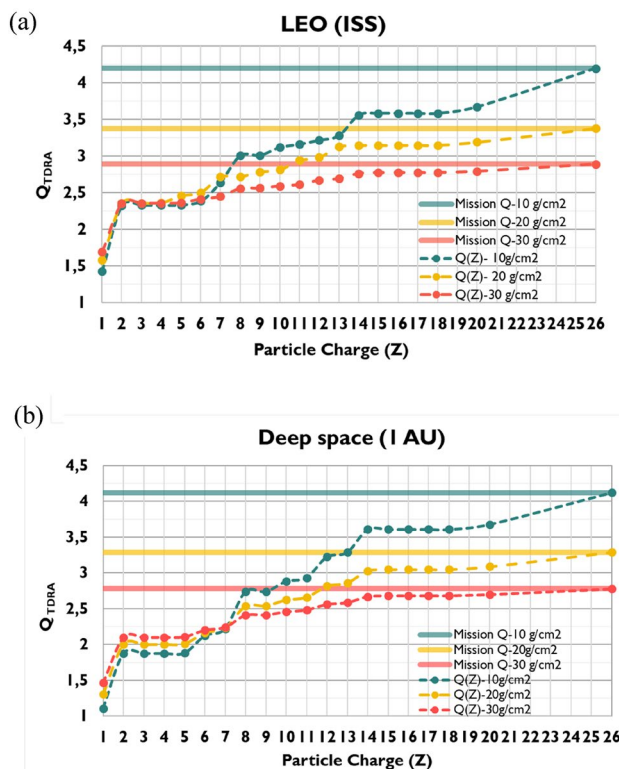 (a)
LEO (ISS)
4,5
4
3,5
3
2,5
2
1,5
1
QTDRA
Mission Q-10 g/cm2
Mission Q-20 g/cm2
Mission Q-30 g/cm2
Q(Z)- 10g/cm2
Q(Z)- 20 g/cm2
Q(Z)-30 g/cm2
1 2 3 4 5 6 7 8 9 10 11 12 13 14 15 16 17 18 19 20 21 22 23 24 25 26
Particle Charge (Z)
(b)
Deep space (1 AU)
4,5
4
3,5
3
2,5
2
1,5
1
QTDRA
Mission Q-10 g/cm2
Mission Q-20g/cm2
Mission Q-30 g/cm2
Q(Z)-10g/cm2
Q(Z)-20g/cm2
Q(Z)-30g/cm2
1 2 3 4 5 6 7 8 9 10 11 12 13 14 15 16 17 18 19 20 21 22 23 24 25 26
Particle Charge (Z)